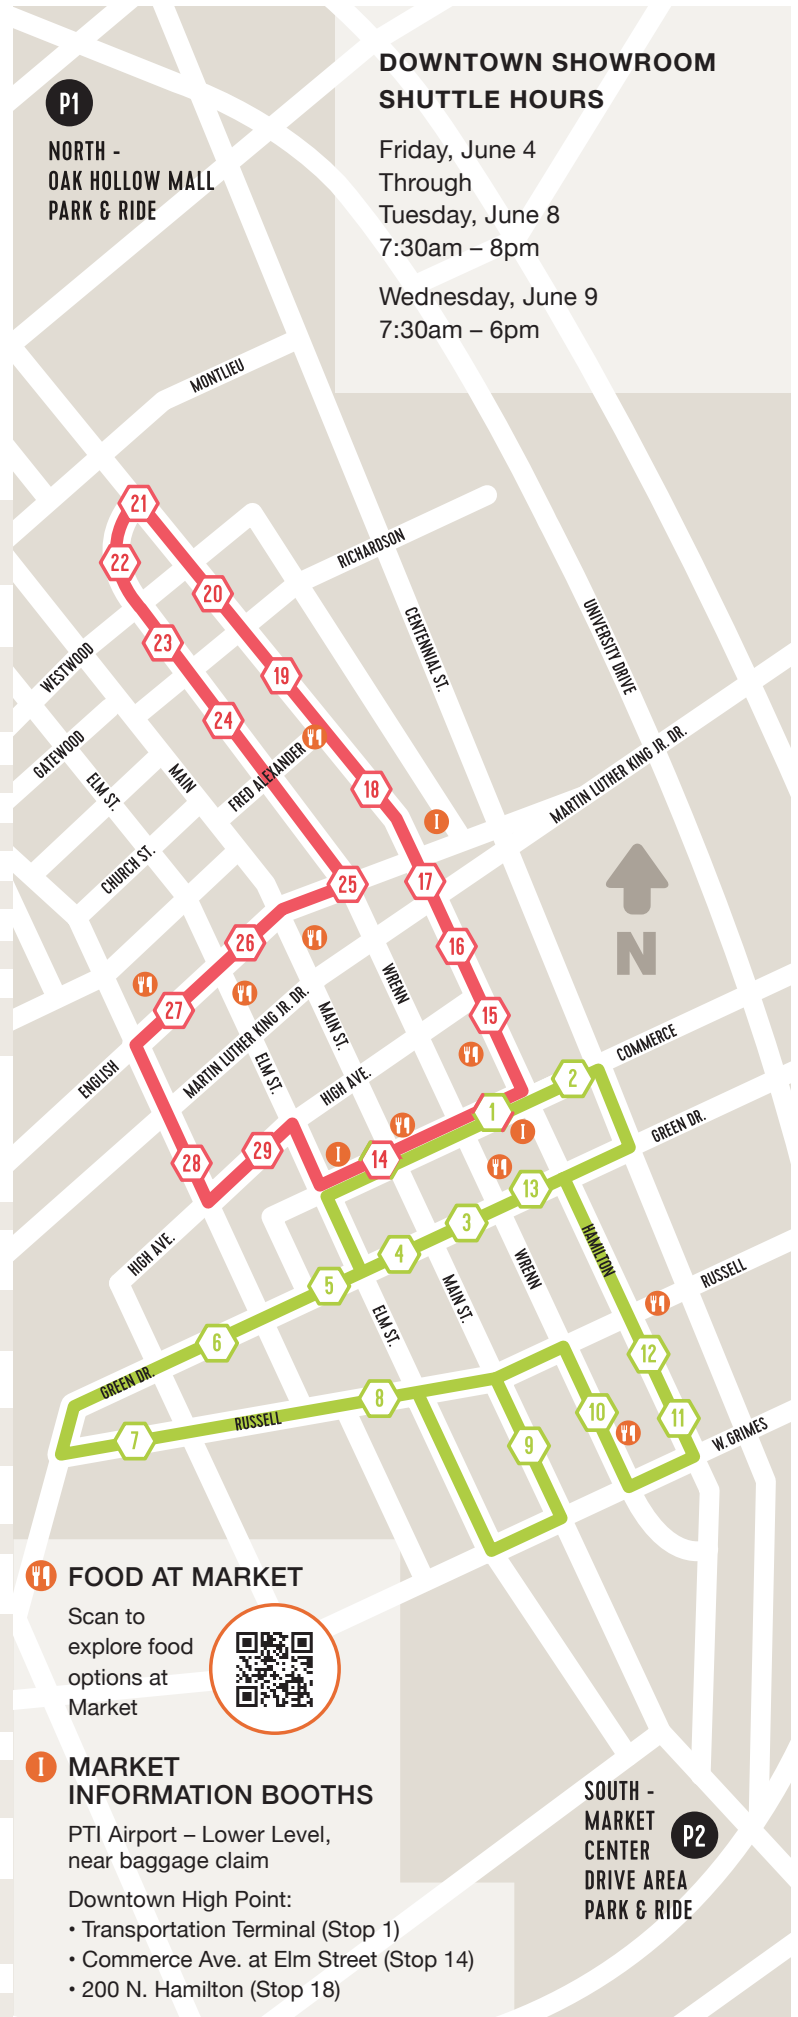 DOWNTOWN SHOWROOM
SHUTTLE HOURS
Friday, June 4
Through
Tuesday, June 8
7:30am – 8pm
Wednesday, June 9
7:30am – 6pm
P1
NORTH -
OAK HOLLOW MALL
PARK & RIDE
MONTLIEU
21
RICHARDSON
22
20
CENTENNIAL ST.
UNIVERSITY DRIVE
23
WESTWOOD
19
24
GATEWOOD
ELM ST.
MAIN
FRED ALEXANDER
18
MARTIN LUTHER KING JR. DR.
I
CHURCH ST.
25
17
26
16
N
WRENN
27
MARTIN LUTHER KING JR. DR.
MAIN ST.
15
ENGLISH
ELM ST.
HIGH AVE.
COMMERCE
2
1
GREEN DR.
I
I
29
14
28
13
HIGH AVE.
3
HAMILTON
4
WRENN
RUSSELL
5
MAIN ST.
ELM ST.
6
12
GREEN DR.
8
10
11
RUSSELL
7
9
W. GRIMES
FOOD AT MARKET
Scan to
explore food
options at
Market
I
MARKET
INFORMATION BOOTHS
PTI Airport – Lower Level,
near baggage claim
Downtown High Point:
• Transportation Terminal (Stop 1)
• Commerce Ave. at Elm Street (Stop 14)
• 200 N. Hamilton (Stop 18)
SOUTH -
MARKET
CENTER
DRIVE AREA
PARK & RIDE
P2